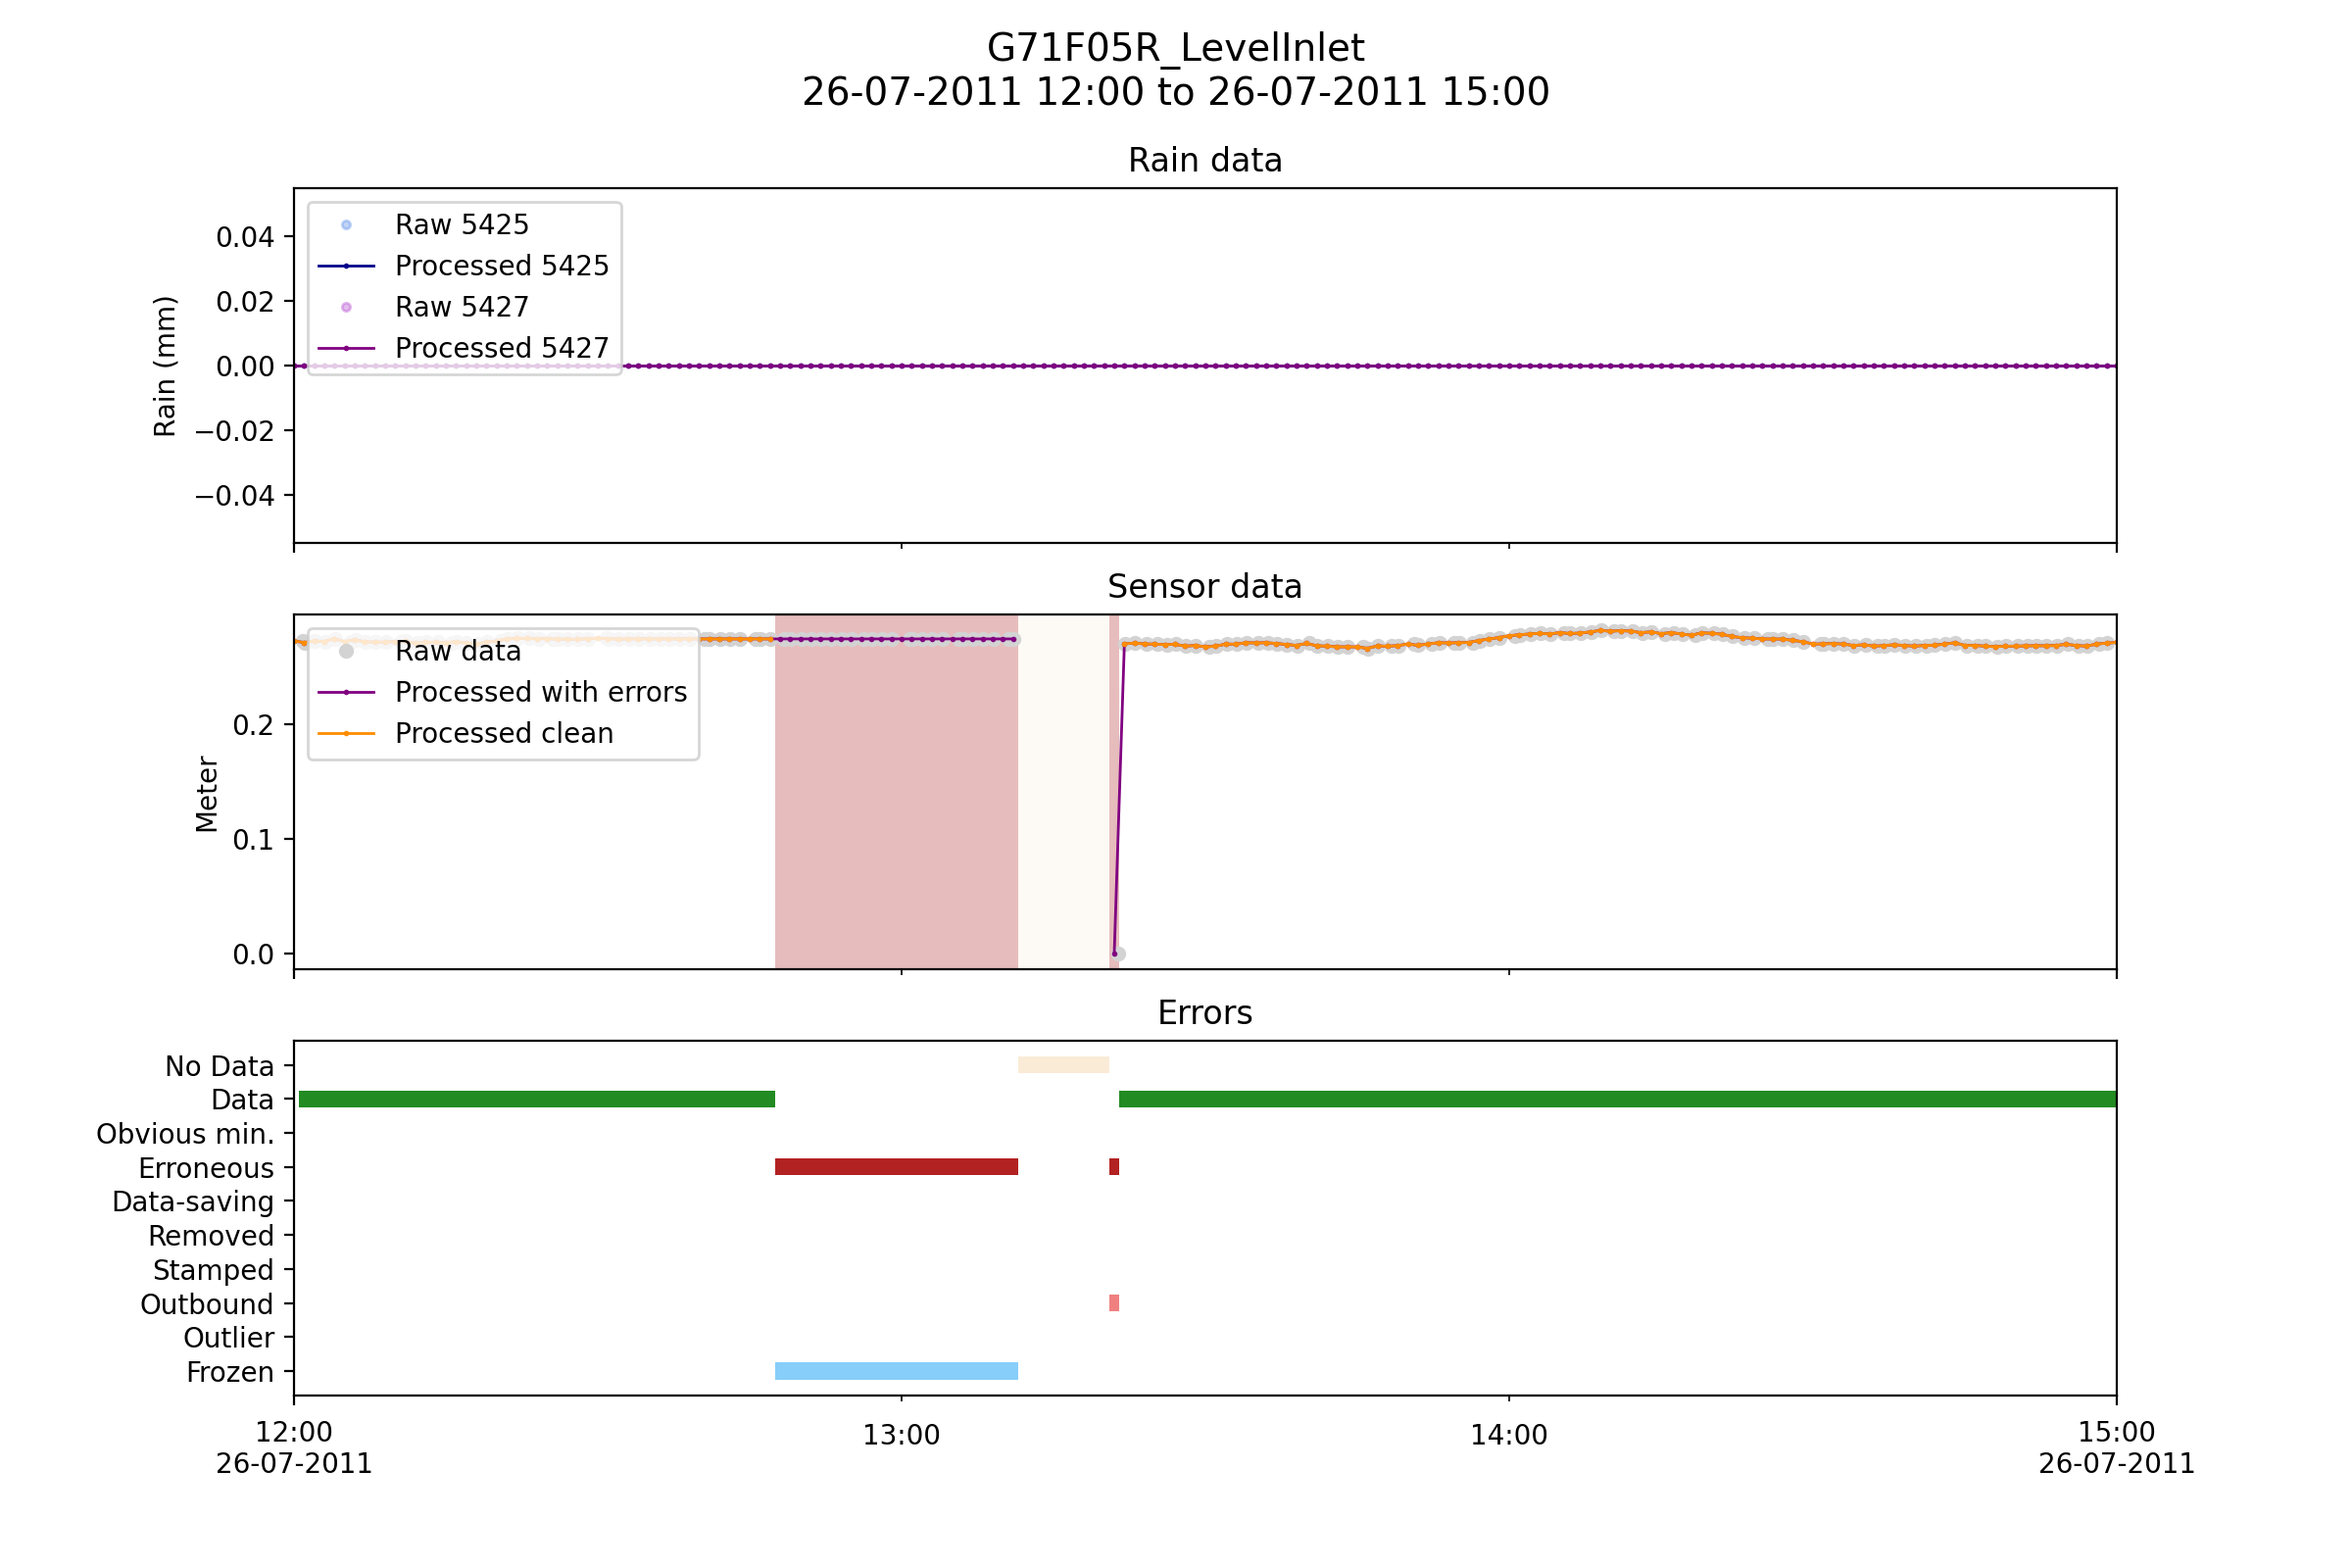 G71F05R_LevelInlet
26-07-2011 12:00 to 26-07-2011 15:00
Rain data
Raw 5425
Processed 5425
Raw 5427
Processed 5427
0.04
0.02
0.00
−0.02
−0.04
Rain (mm)
Sensor data
Raw data
Processed with errors
Processed clean
0.2
0.1
0.0
Meter
Errors
No Data
Data
Obvious min.
Erroneous
Data-saving
Removed
Stamped
Outbound
Outlier
Frozen
12:00 13:00 14:00 15:00
26-07-2011 26-07-2011